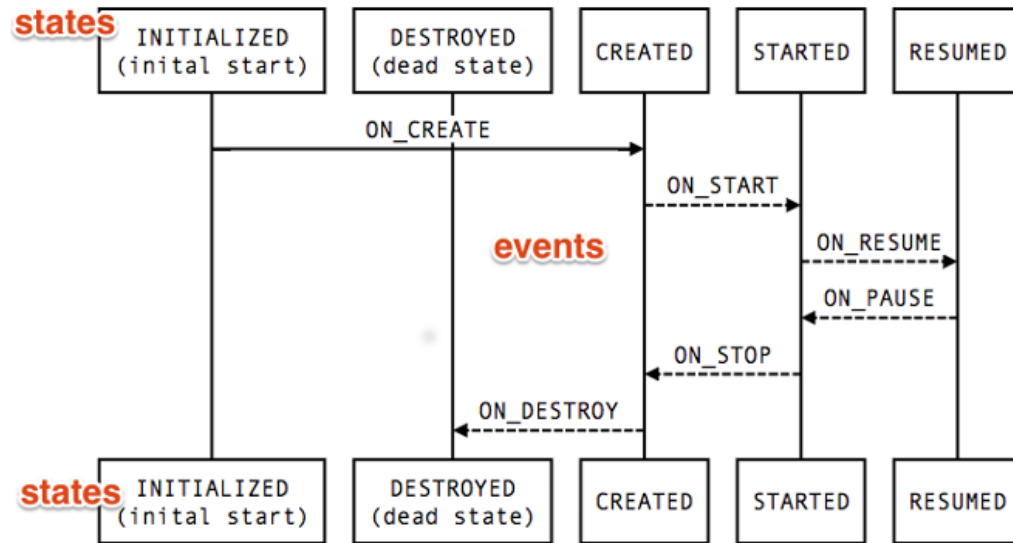 states
INITIALIZED
(inital start)
DESTROYED
(dead state)
CREATED
STARTED
RESUMED
ON_CREATE
ON_START
events
ON_RESUME
ON_PAUSE
ON_STOP
ON_DESTROY
states
INITIALIZED
(inital start)
DESTROYED
(dead state)
CREATED
STARTED
RESUMED